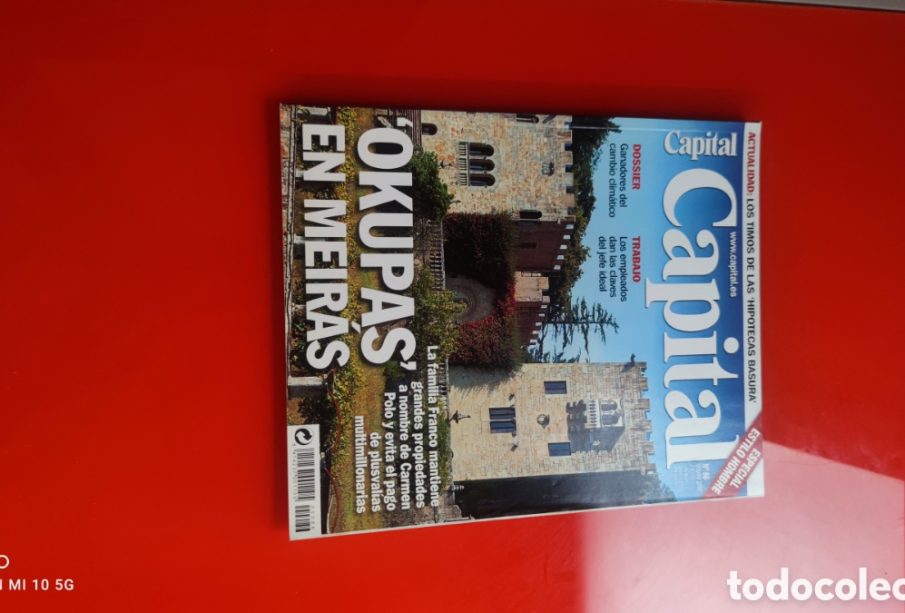 ACTUALIDAD: LOS TIMOS DE LAS 'HIPOTECAS BASURA'
ESPECIAL
ESTILO HOMBRE
Capital
Capital
www.capital.es
DOSSIER
Ganadores del
cambio climático
TRABAJO
Los empleados
dan las claves
del jefe ideal
La familia Franco mantiene
grandes propiedades
a nombre de Carmen
Polo y evita el pago
de plusvalías
multimillonarias
'OKUPAS'
EN MEIRÁS
MI 10 5G
todocolec